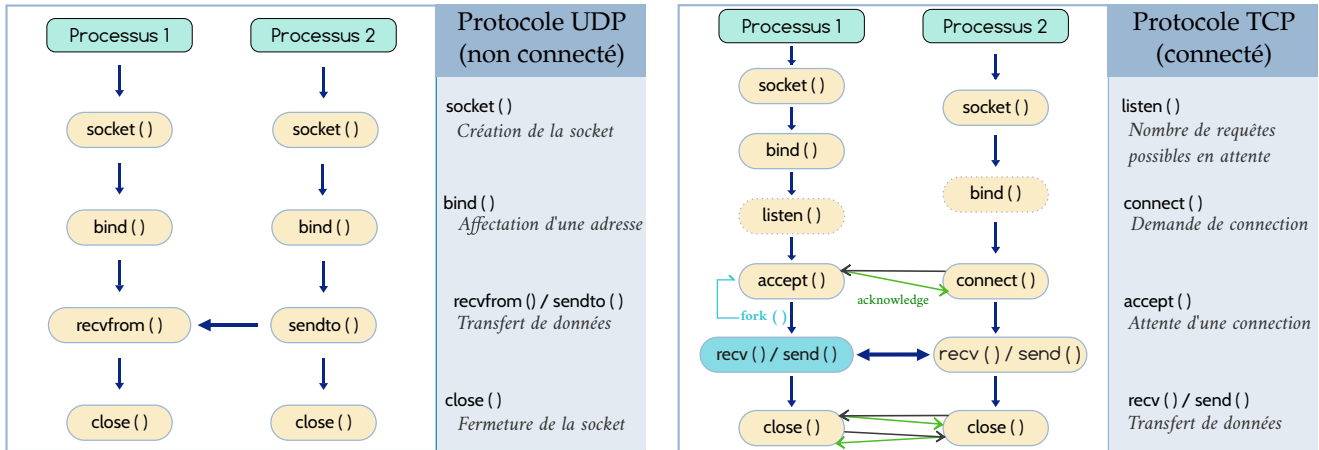 Processus 1
Processus 2
socket ( )
socket ( )
bind ( )
bind ( )
recvfrom ( )
sendto ( )
close ( )
close ( )
Protocole UDP
(non connecté)
socket ( )
Création de la socket
bind ( )
Affectation d'une adresse
recvfrom ( ) / sendto ( )
Transfert de données
close ( )
Fermeture de la socket
Processus 1
Processus 2
socket ( )
socket ( )
bind ( )
bind ( )
listen ( )
accept ( )
connect ( )
acknowledge
fork ( )
recv ( ) / send ( )
recv ( ) / send ( )
close ( )
close ( )
Protocole TCP
(connecté)
listen ( )
Nombre de requêtes
possibles en attente
connect ( )
Demande de connection
accept ( )
Attente d'une connection
recv ( ) / send ( )
Transfert de données